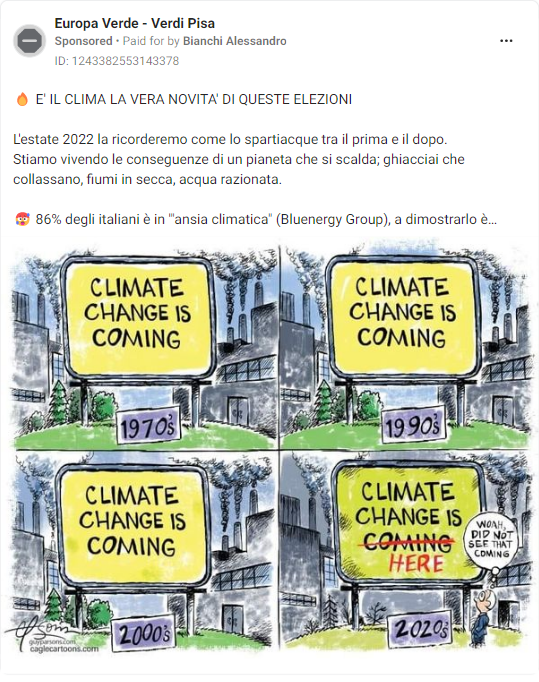 Europa Verde - Verdi Pisa
Sponsored • Paid for by Bianchi Alessandro
ID: 1243382553143378
🔥 E' IL CLIMA LA VERA NOVITA' DI QUESTE ELEZIONI
L'estate 2022 la ricorderemo come lo spartiacque tra il prima e il dopo.
Stiamo vivendo le conseguenze di un pianeta che si scalda; ghiacciai che
collassano, fiumi in secca, acqua razionata.
🥵 86% degli italiani è in "'ansia climatica" (Bluenergy Group), a dimostrarlo è...
CLIMATE
CHANGE IS
COMING
1970's
CLIMATE
CHANGE IS
COMING
1990's
CLIMATE
CHANGE IS
COMING
2000's
CLIMATE
CHANGE IS
COMING
HERE
WOAH,
DID NOT
SEE THAT
COMING
2020's
guyparsons.com
caglecartoons.com